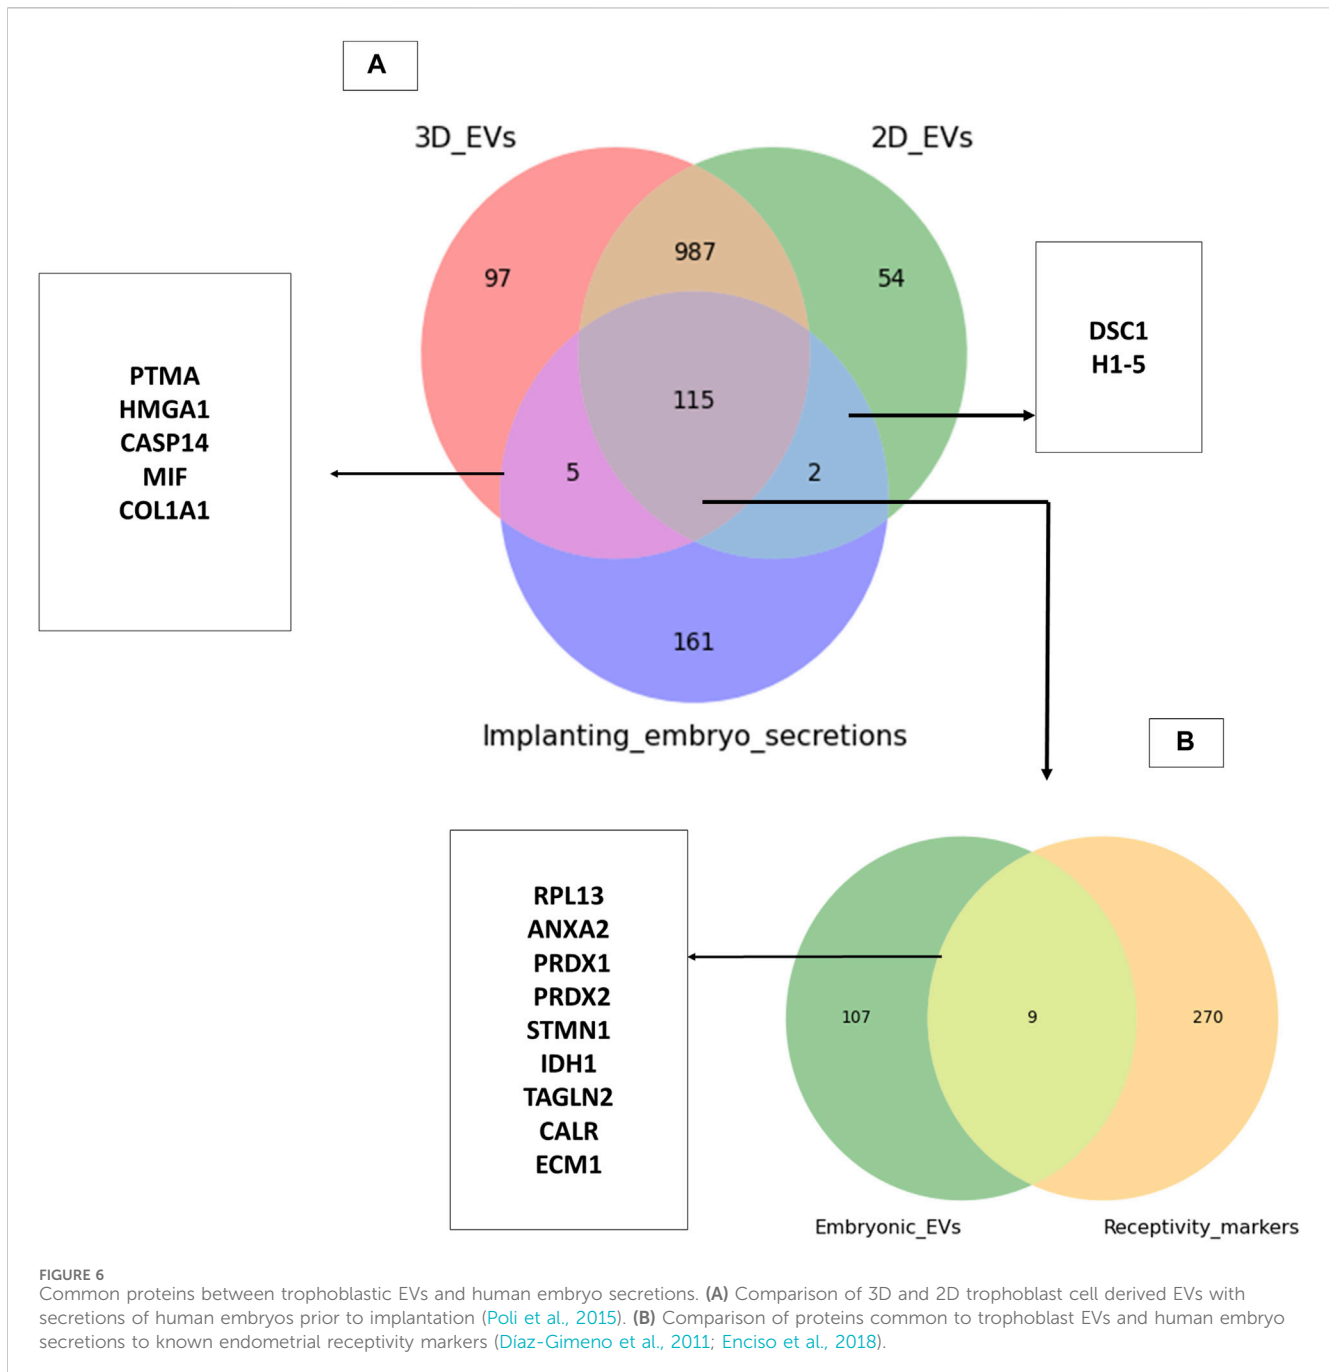 A
3D_EVs
2D_EVs
97
987
54
115
5
2
161
Implanting_embryo_secretions
PTMA
HMGA1
CASP14
MIF
COL1A1
DSC1
H1-5
B
RPL13
ANXA2
PRDX1
PRDX2
STMN1
IDH1
TAGLN2
CALR
ECM1
107
9
270
Embryonic_EVs
Receptivity_markers
FIGURE 6
Common proteins between trophoblastic EVs and human embryo secretions. (A) Comparison of 3D and 2D trophoblast cell derived EVs with
secretions of human embryos prior to implantation (Poli et al., 2015). (B) Comparison of proteins common to trophoblast EVs and human embryo
secretions to known endometrial receptivity markers (Díaz-Gimeno et al., 2011; Enciso et al., 2018).